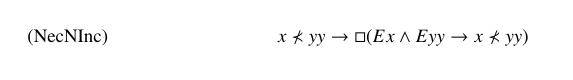 (NecNInc) x ⊀ yy → □(Ex ∧ Eyy → x ⊀ yy)